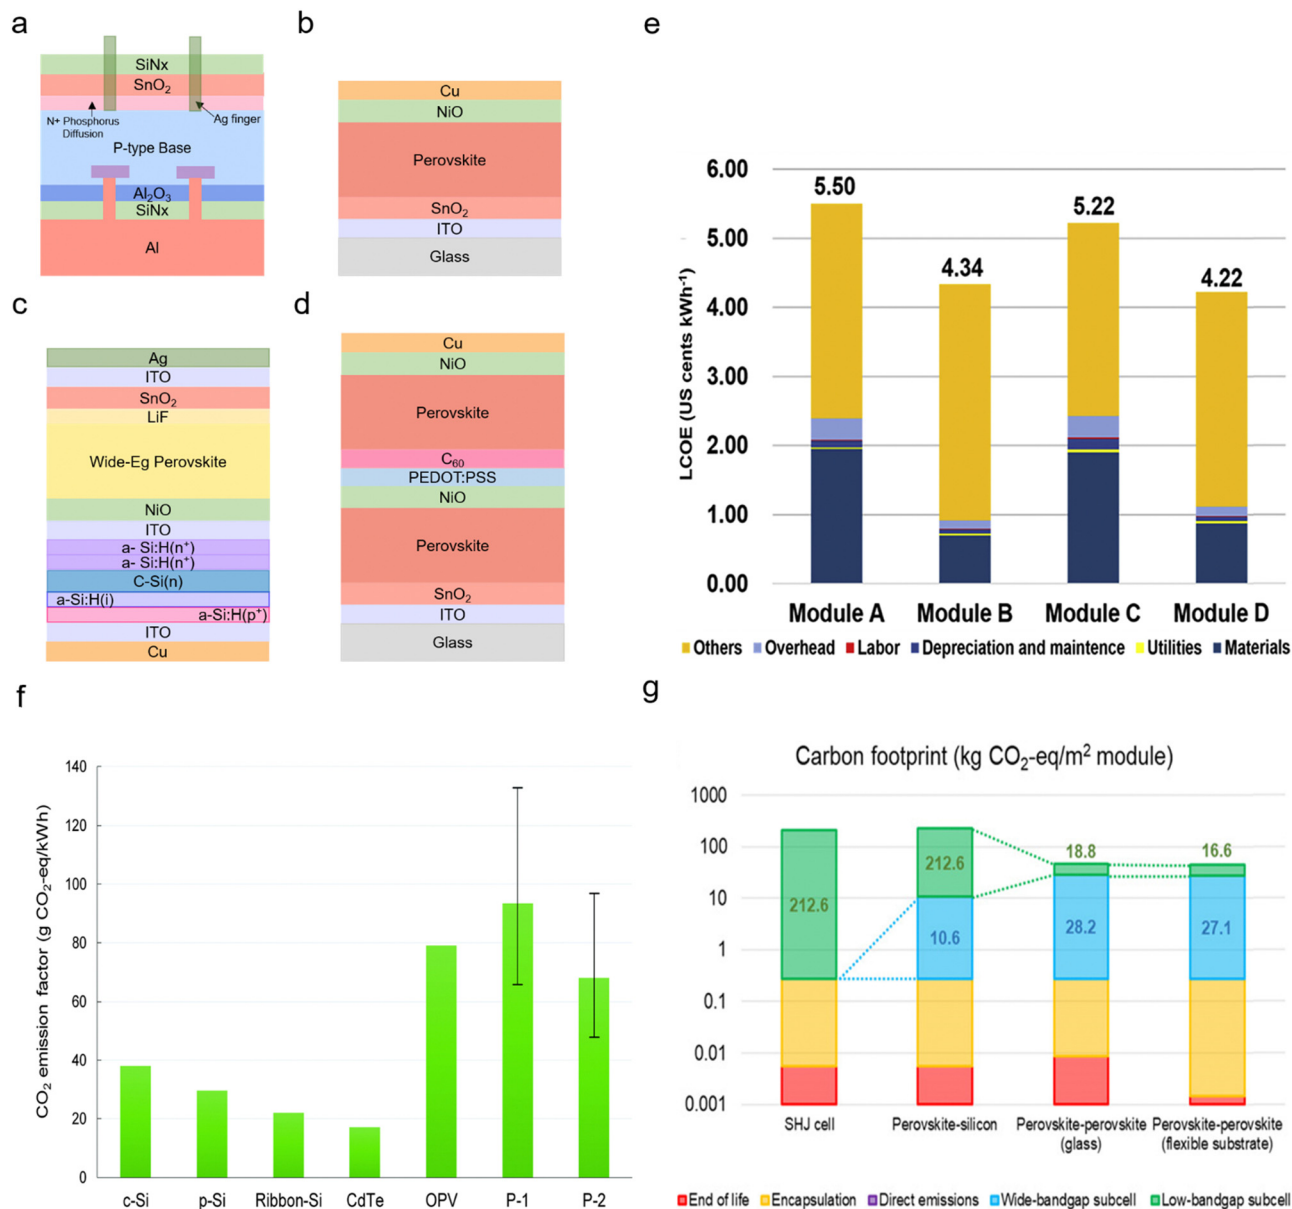 a
SiNx
SnO₂
N+ Phosphorus
Diffusion
Ag finger
P-type Base
Al₂O₃
SiNx
Al
b
Cu
NiO
Perovskite
SnO₂
ITO
Glass
c
Ag
ITO
SnO₂
LiF
Wide-Eg Perovskite
NiO
ITO
a- Si:H(n⁺)
a- Si:H(n⁺)
C-Si(n)
a-Si:H(i)
a-Si:H(p⁺)
ITO
Cu
d
Cu
NiO
Perovskite
C₆₀
PEDOT:PSS
NiO
Perovskite
SnO₂
ITO
Glass
e
LCOE (US cents kWh⁻¹)
6.00
5.00
4.00
3.00
2.00
1.00
0.00
5.50
4.34
5.22
4.22
Module A Module B Module C Module D
Others Overhead Labor Depreciation and maintence Utilities Materials
f
CO₂ emission factor (g CO₂-eq/kWh)
140
120
100
80
60
40
20
0
c-Si p-Si Ribbon-Si CdTe OPV P-1 P-2
g
Carbon footprint (kg CO₂-eq/m² module)
1000
100
10
1
0.1
0.01
0.001
212.6
212.6
10.6
18.8
28.2
16.6
27.1
SHJ cell
Perovskite-silicon
Perovskite-perovskite
(glass)
Perovskite-perovskite
(flexible substrate)
End of life Encapsulation Direct emissions Wide-bandgap subcell Low-bandgap subcell